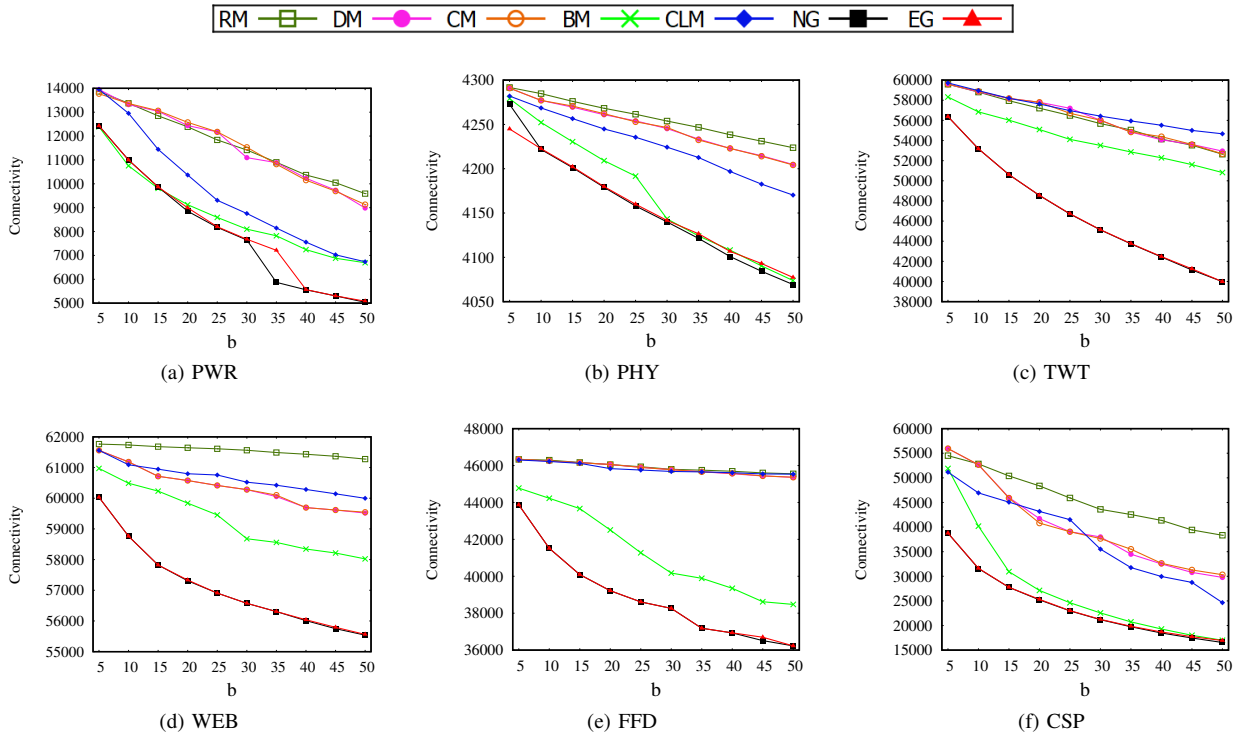 RM DM CM BM CLM NG EG
14000
13000
12000
11000
10000
9000
8000
7000
6000
5000
Connectivity
5 10 15 20 25 30 35 40 45 50
b
(a) PWR
4300
4250
4200
4150
4100
4050
Connectivity
5 10 15 20 25 30 35 40 45 50
b
(b) PHY
60000
58000
56000
54000
52000
50000
48000
46000
44000
42000
40000
38000
Connectivity
5 10 15 20 25 30 35 40 45 50
b
(c) TWT
62000
61000
60000
59000
58000
57000
56000
55000
Connectivity
5 10 15 20 25 30 35 40 45 50
b
(d) WEB
48000
46000
44000
42000
40000
38000
36000
Connectivity
5 10 15 20 25 30 35 40 45 50
b
(e) FFD
60000
55000
50000
45000
40000
35000
30000
25000
20000
15000
Connectivity
5 10 15 20 25 30 35 40 45 50
b
(f) CSP